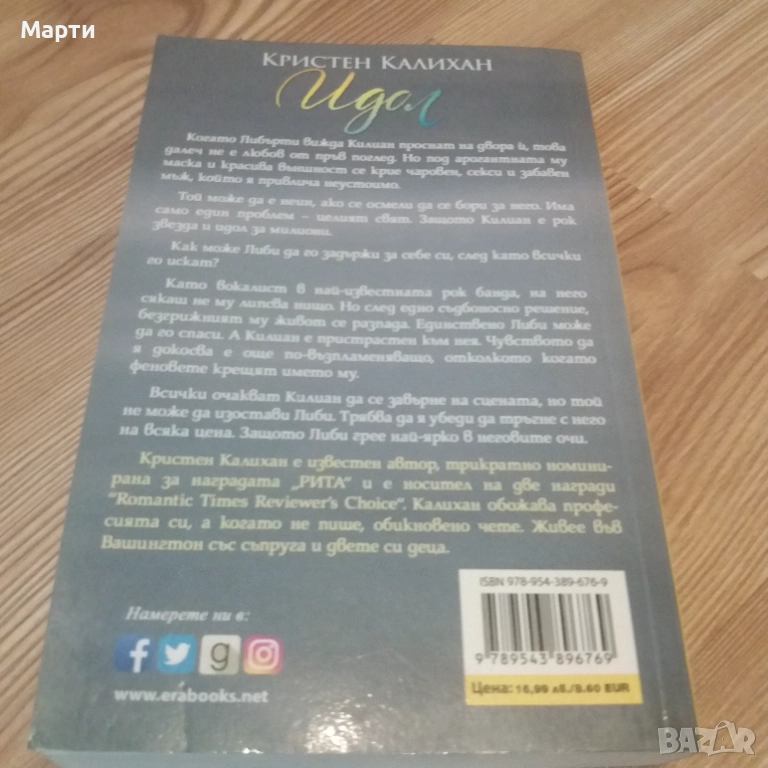 Марти
Кристен Калихан
Идол
Когато Либърти вижда Килиан проснат на двора ѝ, това
далеч не е любов от пръв поглед. Но под арогантната му
маска и красива външност се крие чаровен, секси и забавен
мъж, който я привлича неустоимо.
Той може да е неин, ако се осмели да се бори за него. Има
само един проблем – целият свят. Защото Килиан е рок
звезда и идол за милиони.
Как може Либи да го задържи за себе си, след като всички
го искат?
Като вокалист в най-известната рок банда, на него
сякаш не му липсва нищо. Но след едно съдбоносно решение,
безгрижният му живот се разпада. Единствено Либи може
да го спаси. А Килиан е пристрастен към нея. Чувството да
я докосва е още по-възпламеняващо, отколкото когато
феновете крещят името му.
Всички очакват Килиан да се завърне на сцената, но той
не може да изостави Либи. Трябва да я убеди да тръгне с него
на всяка цена. Защото Либи грее най-ярко в неговите очи.
Кристен Калихан е известен автор, трикратно номини-
рана за наградата „РИТА" и е носител на две награди
"Romantic Times Reviewer's Choice". Калихан обожава профе-
сията си, а когато не пише, обикновено чете. Живее във
Вашингтон със съпруга и двете си деца.
Намерете ни в:
f g
www.erabooks.net
ISBN 978-954-389-676-9
9 789543 896769
Цена: 16,99 лв./8.60 EUR
BAZAR